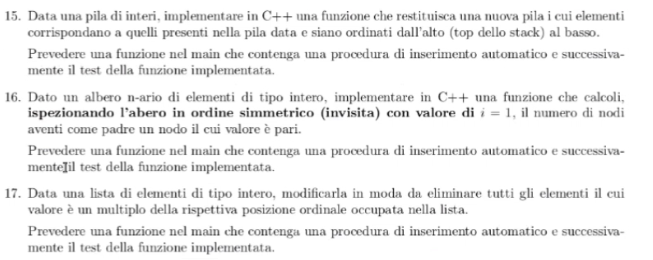 15. Data una pila di interi, implementare in C++ una funzione che restituisca una nuova pila i cui elementi
corrispondano a quelli presenti nella pila data e siano ordinati dall'alto (top dello stack) al basso.
Prevedere una funzione nel main che contenga una procedura di inserimento automatico e successiva-
mente il test della funzione implementata.
16. Dato un albero n-ario di elementi di tipo intero, implementare in C++ una funzione che calcoli,
ispezionando l'abero in ordine simmetrico (invisita) con valore di i = 1, il numero di nodi
aventi come padre un nodo il cui valore è pari.
Prevedere una funzione nel main che contenga una procedura di inserimento automatico e successiva-
mente il test della funzione implementata.
17. Data una lista di elementi di tipo intero, modificarla in moda da eliminare tutti gli elementi il cui
valore è un multiplo della rispettiva posizione ordinale occupata nella lista.
Prevedere una funzione nel main che contenga una procedura di inserimento automatico e successiva-
mente il test della funzione implementata.